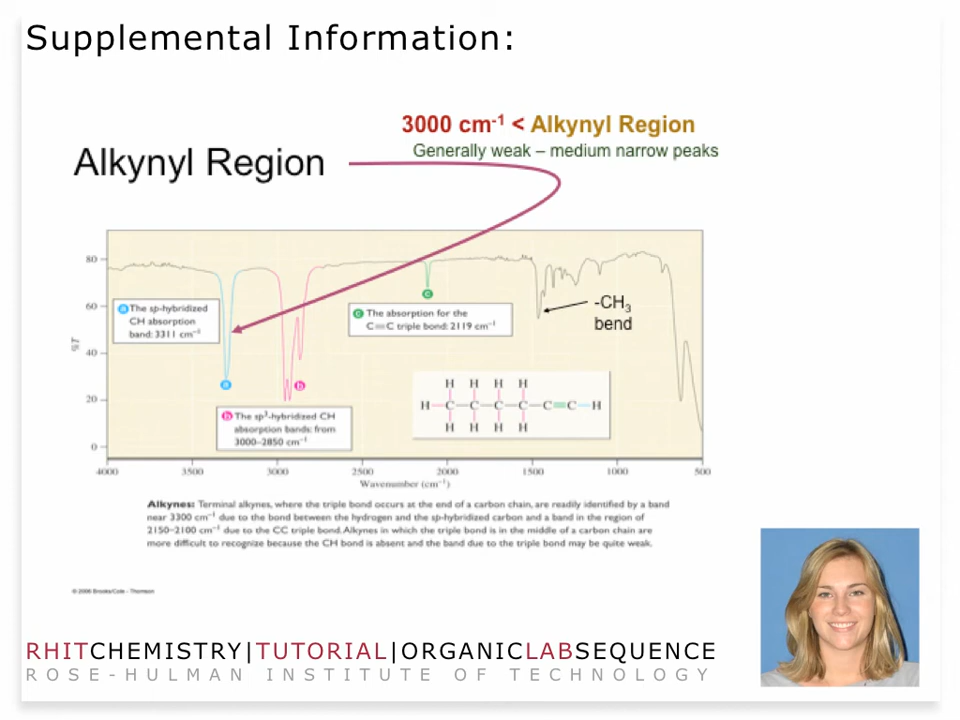 Supplemental Information:
3000 cm⁻¹ < Alkynyl Region
Generally weak – medium narrow peaks
Alkynyl Region
80
60
40
20
0
%T
a The sp-hybridized
CH absorption
band: 3311 cm⁻¹
c
c The absorption for the
C≡C triple bond: 2119 cm⁻¹
-CH₃
bend
a
b
b The sp³-hybridized CH
absorption bands: from
3000–2850 cm⁻¹
H H H H
H—C—C—C—C—C≡C—H
H H H H
4000 3500 3000 2500 2000 1500 1000 500
Wavenumber (cm⁻¹)
Alkynes: Terminal alkynes, where the triple bond occurs at the end of a carbon chain, are readily identified by a band
near 3300 cm⁻¹ due to the bond between the hydrogen and the sp-hybridized carbon and a band in the region of
2150–2100 cm⁻¹ due to the CC triple bond. Alkynes in which the triple bond is in the middle of a carbon chain are
more difficult to recognize because the CH bond is absent and the band due to the triple bond may be quite weak.
© 2006 Brooks/Cole - Thomson
RHITCHEMISTRY|TUTORIAL|ORGANICLABSEQUENCE
ROSE-HULMAN INSTITUTE OF TECHNOLOGY